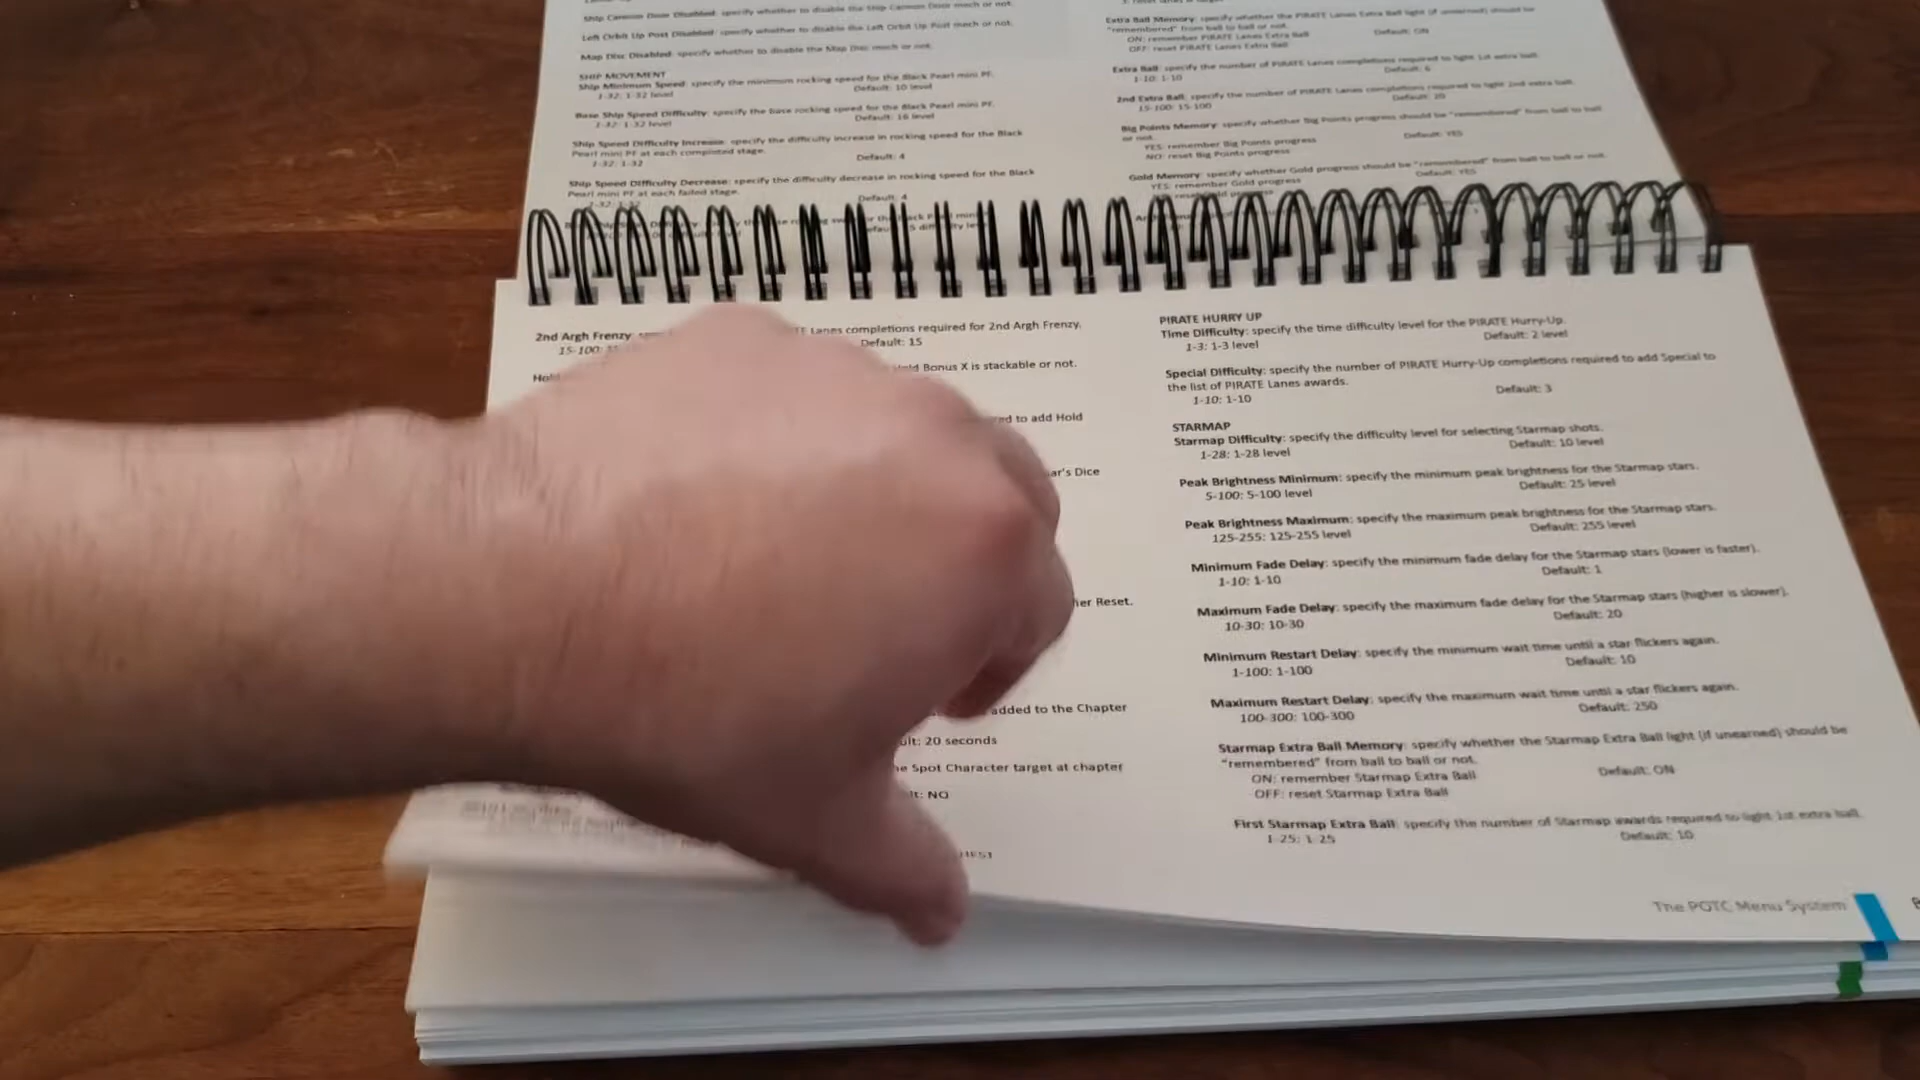 Ship Cannon Door Disabled: specify whether to disable the Ship Cannon Door mech or not.
Left Orbit Up Post Disabled: specify whether to disable the Left Orbit Up Post mech or not.
Map Disc Disabled: specify whether to disable the Map Disc mech or not.
SHIP MOVEMENT
Ship Minimum Speed: specify the minimum rocking speed for the Black Pearl mini PF.
1-32: 1-32 level Default: 10 level
Base Ship Speed Difficulty: specify the base rocking speed for the Black Pearl mini PF.
1-32: 1-32 level Default: 16 level
Ship Speed Difficulty Increase: specify the difficulty increase in rocking speed for the Black
Pearl mini PF at each completed stage.
1-32: 1-32 Default: 4
Ship Speed Difficulty Decrease: specify the difficulty decrease in rocking speed for the Black
Pearl mini PF at each failed stage.
1-32: 1-32 Default: 4
Extra Ball Memory: specify whether the PIRATE Lanes Extra Ball light (if unearned) should be
"remembered" from ball to ball or not.
ON: remember PIRATE Lanes Extra Ball Default: ON
OFF: reset PIRATE Lanes Extra Ball
Extra Ball: specify the number of PIRATE Lanes completions required to light 1st extra ball.
1-10: 1-10 Default: 6
2nd Extra Ball: specify the number of PIRATE Lanes completions required to light 2nd extra ball.
15-100: 15-100 Default: 20
Big Points Memory: specify whether Big Points progress should be "remembered" from ball to ball
or not.
YES: remember Big Points progress Default: YES
NO: reset Big Points progress
Gold Memory: specify whether Gold progress should be "remembered" from ball to ball or not.
YES: remember Gold progress Default: YES
2nd Argh Frenzy: Lanes completions required for 2nd Argh Frenzy.
15-100: Default: 15
Hold Bonus X is stackable or not.
to add Hold
Dice
Reset.
added to the Chapter
20 seconds
Spot Character target at chapter
NO
PIRATE HURRY UP
Time Difficulty: specify the time difficulty level for the PIRATE Hurry-Up.
1-3: 1-3 level Default: 2 level
Special Difficulty: specify the number of PIRATE Hurry-Up completions required to add Special to
the list of PIRATE Lanes awards.
1-10: 1-10 Default: 3
STARMAP
Starmap Difficulty: specify the difficulty level for selecting Starmap shots.
1-28: 1-28 level Default: 10 level
Peak Brightness Minimum: specify the minimum peak brightness for the Starmap stars.
5-100: 5-100 level Default: 25 level
Peak Brightness Maximum: specify the maximum peak brightness for the Starmap stars.
125-255: 125-255 level Default: 255 level
Minimum Fade Delay: specify the minimum fade delay for the Starmap stars (lower is faster).
1-10: 1-10 Default: 1
Maximum Fade Delay: specify the maximum fade delay for the Starmap stars (higher is slower).
10-30: 10-30 Default: 20
Minimum Restart Delay: specify the minimum wait time until a star flickers again.
1-100: 1-100 Default: 10
Maximum Restart Delay: specify the maximum wait time until a star flickers again.
100-300: 100-300 Default: 250
Starmap Extra Ball Memory: specify whether the Starmap Extra Ball light (if unearned) should be
"remembered" from ball to ball or not.
ON: remember Starmap Extra Ball Default: ON
OFF: reset Starmap Extra Ball
First Starmap Extra Ball: specify the number of Starmap awards required to light 1st extra ball.
1-25: 1-25 Default: 10
The POTC Menu System